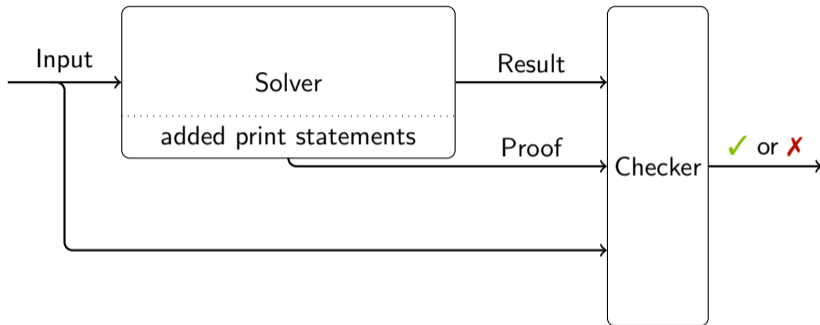 Input
Solver
added print statements
Result
Proof
Checker
✓ or ✗